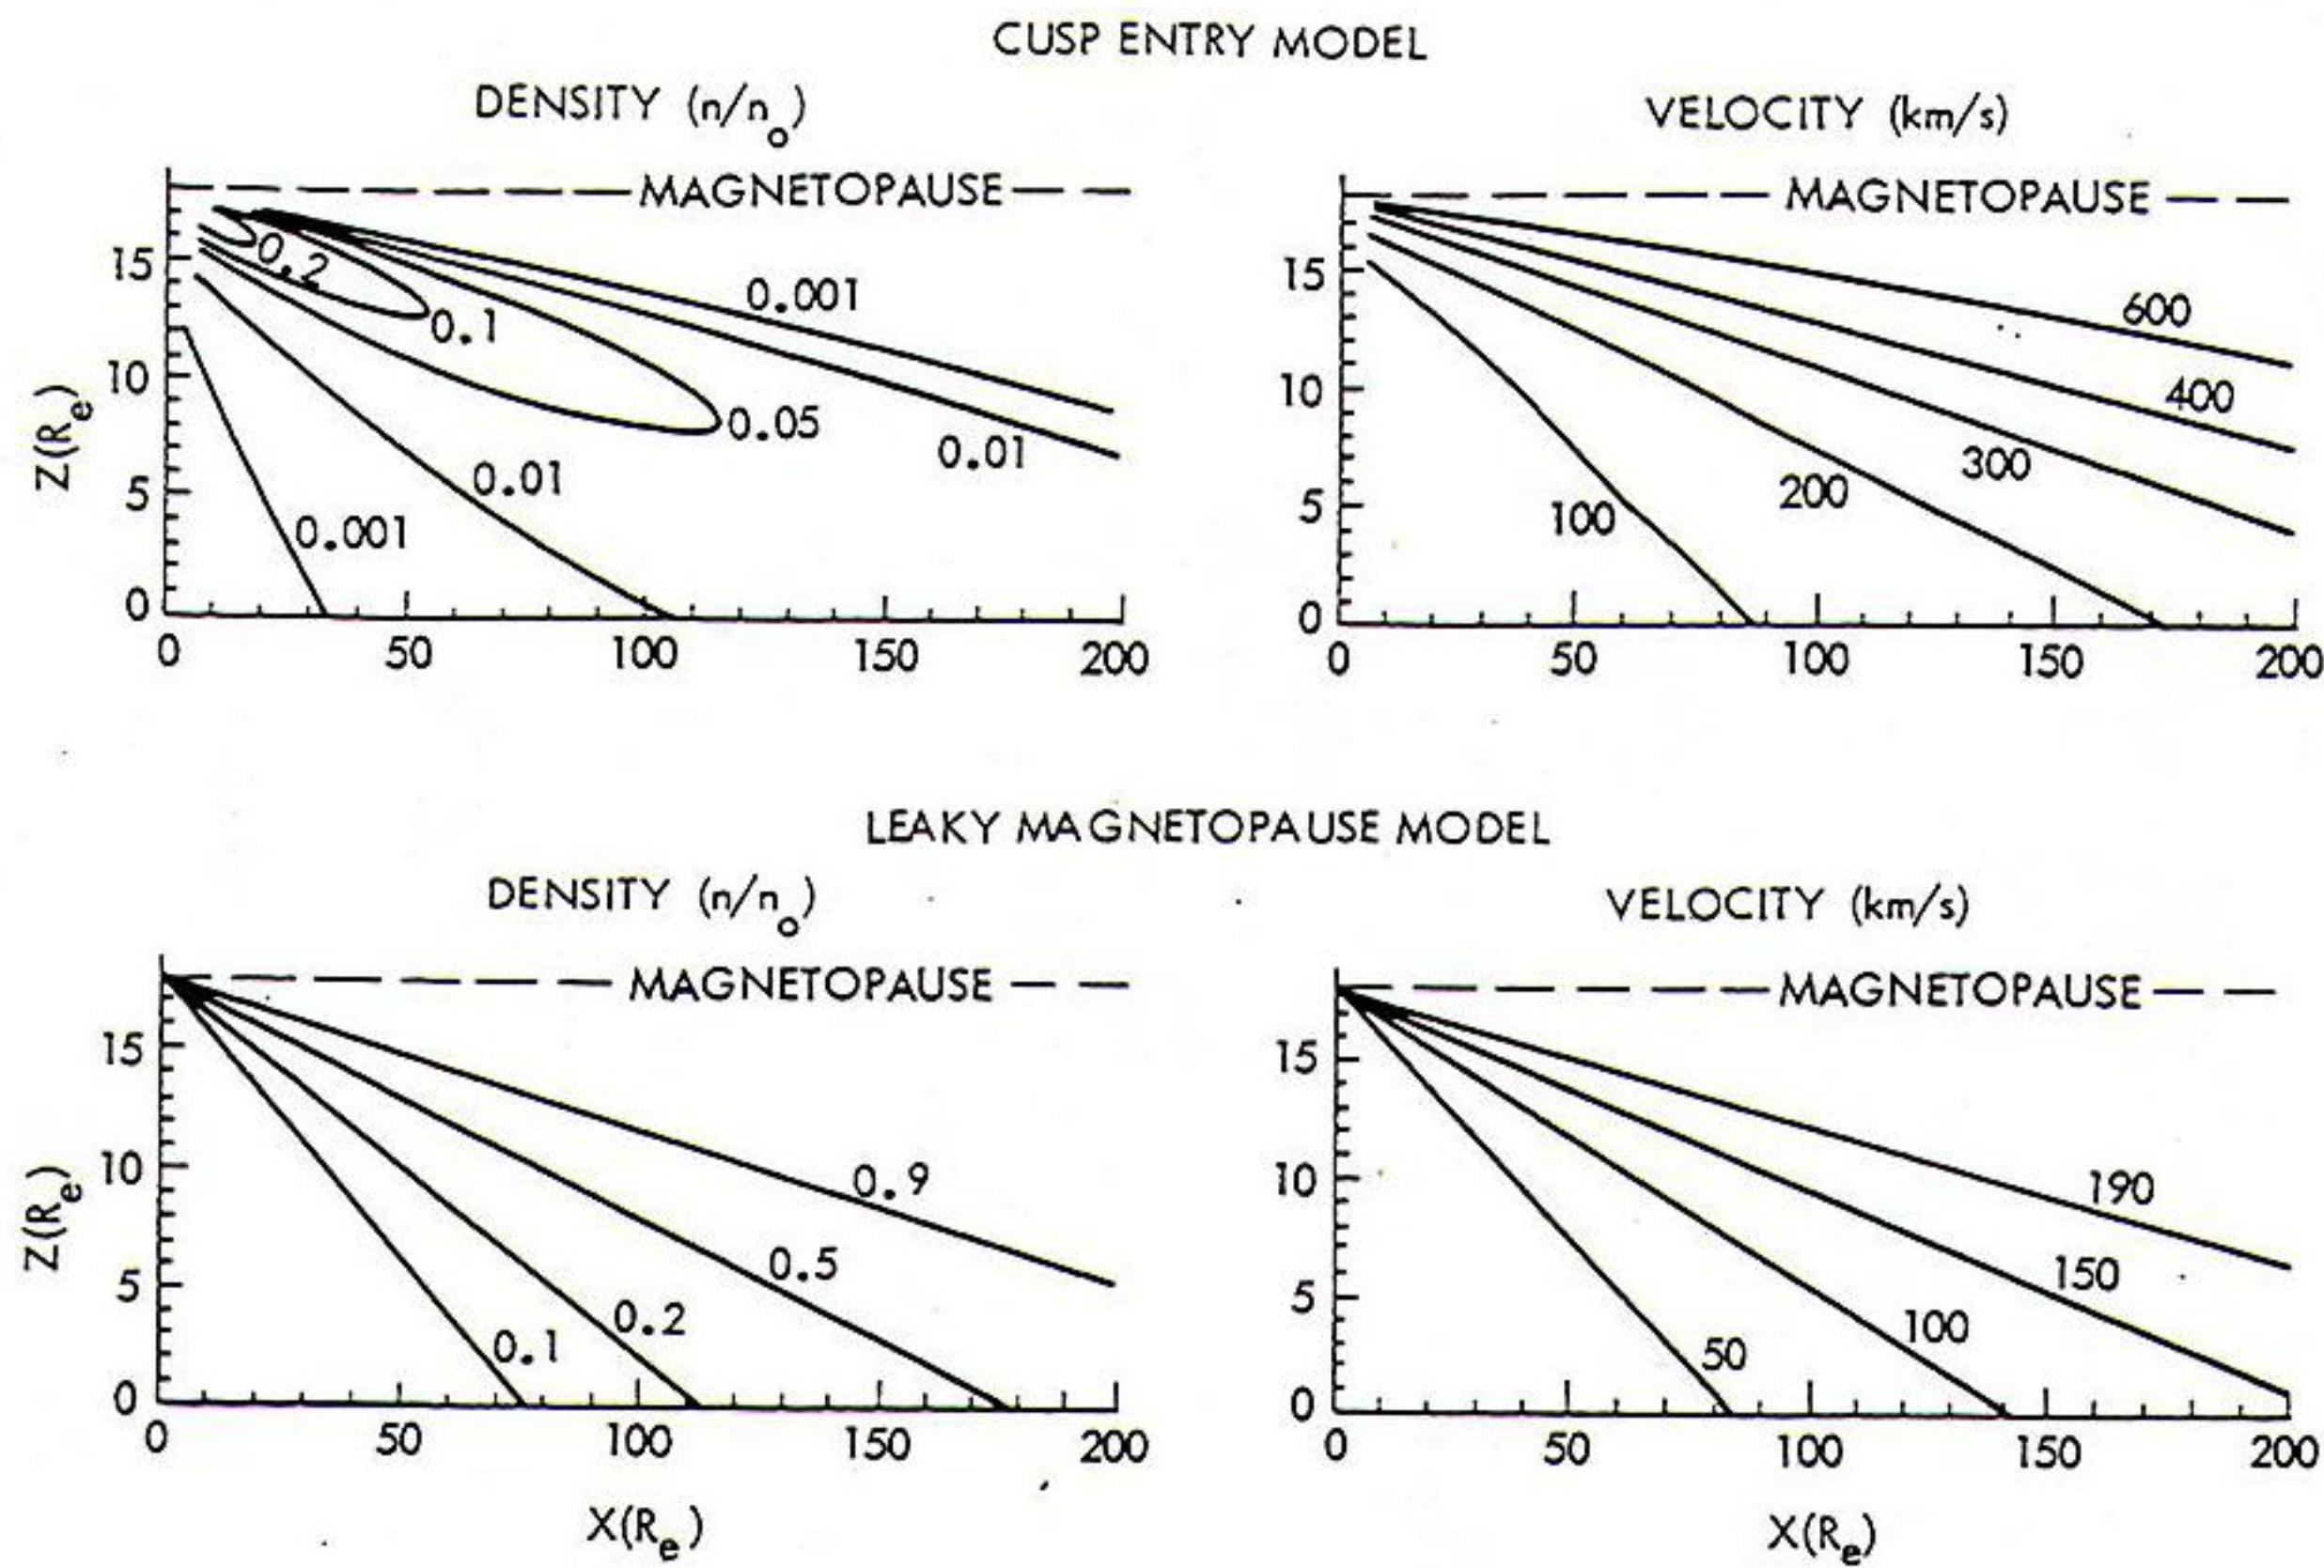 CUSP ENTRY MODEL
DENSITY (n/no)
VELOCITY (km/s)
MAGNETOPAUSE
Z(Re)
15
10
5
0
0.2
0.1
0.05
0.001
0.01
0.01
0.001
0 50 100 150 200
MAGNETOPAUSE
15
10
5
0
600
400
300
200
100
0 50 100 150 200
LEAKY MAGNETOPAUSE MODEL
DENSITY (n/no)
VELOCITY (km/s)
MAGNETOPAUSE
Z(Re)
15
10
5
0
0.9
0.5
0.2
0.1
0 50 100 150 200
X(Re)
MAGNETOPAUSE
15
10
5
0
190
150
100
50
0 50 100 150 200
X(Re)